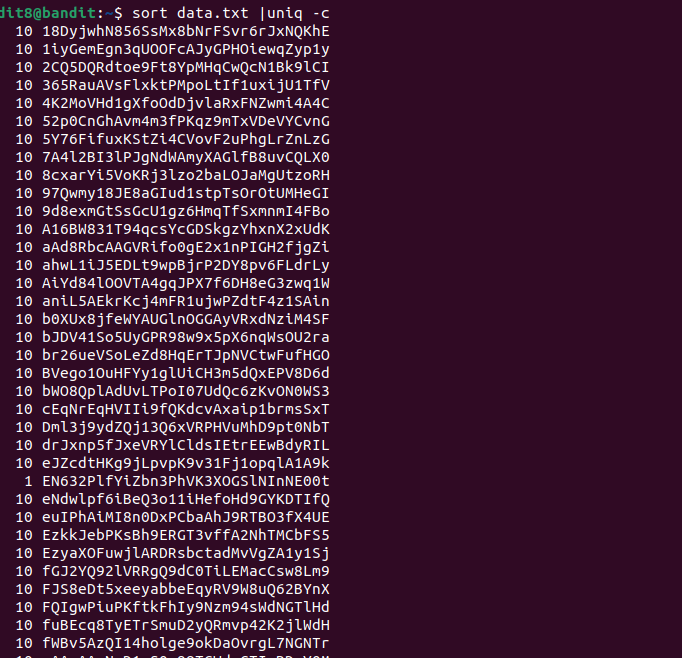 dit8@bandit:~$ sort data.txt |uniq -c
10 18DyjwhN856SsMx8bNrFSvr6rJxNQKhE
10 1iyGemEgn3qUOOFcAJyGPHOiewqZyp1y
10 2CQ5DQRdtoe9Ft8YpMHqCwQcN1Bk9lCI
10 365RauAVsFlxktPMpoLtIf1uxijU1TfV
10 4K2MoVHd1gXfoOdDjvlaRxFNZwmi4A4C
10 52p0CnGhAvm4m3fPKqz9mTxVDeVYCvnG
10 5Y76FifuxKStZi4CVovF2uPhgLrZnLzG
10 7A4l2BI3lPJgNdWAmyXAGlfB8uvCQLX0
10 8cxarYi5VoKRj3lzo2baLOJaMgUtzoRH
10 97Qwmy18JE8aGIud1stpTsOrOtUMHeGI
10 9d8exmGtSsGcU1gz6HmqTfSxmnmI4FBo
10 A16BW831T94qcsYcGDSkgzYhxnX2xUdK
10 aAd8RbcAAGVRifo0gE2x1nPIGH2fjgZi
10 ahwL1iJ5EDLt9wpBjrP2DY8pv6FLdrLy
10 AiYd84lOOVTA4gqJPX7f6DH8eG3zwq1W
10 aniL5AEkrKcj4mFR1ujwPZdtF4z1SAin
10 b0XUx8jfeWYAUGlnOGGAyVRxdNziM4SF
10 bJDV41So5UyGPR98w9x5pX6nqWsOU2ra
10 br26ueVSoLeZd8HqErTJpNVCtwFufHGO
10 BVego1OuHFYy1glUiCH3m5dQxEPV8D6d
10 bWO8QplAdUvLTPoI07UdQc6zKvON0WS3
10 cEqNrEqHVIIi9fQKdcvAxaip1brmsSxT
10 Dml3j9ydZQj13Q6xVRPHVuMhD9pt0NbT
10 drJxnp5fJxeVRYlCldsIEtrEEwBdyRIL
10 eJZcdtHKg9jLpvpK9v31Fj1opqlA1A9k
1 EN632PlfYiZbn3PhVK3XOGSlNInNE00t
10 eNdwlpf6iBeQ3o11iHefoHd9GYKDTIfQ
10 euIPhAiMI8n0DxPCbaAhJ9RTBO3fX4UE
10 EzkkJebPKsBh9ERGT3vffA2NhTMCbFS5
10 EzyaXOFuwjlARDRsbctadMvVgZA1y1Sj
10 fGJ2YQ92lVRRgQ9dC0TiLEMacCsw8Lm9
10 FJS8eDt5xeeyabbeEqyRV9W8uQ62BYnX
10 FQIgwPiuPKftkFhIy9Nzm94sWdNGTlHd
10 fuBEcq8TyETrSmuD2yQRmvp42K2jlWdH
10 fWBv5AzQI14holge9okDaOvrgL7NGNTr